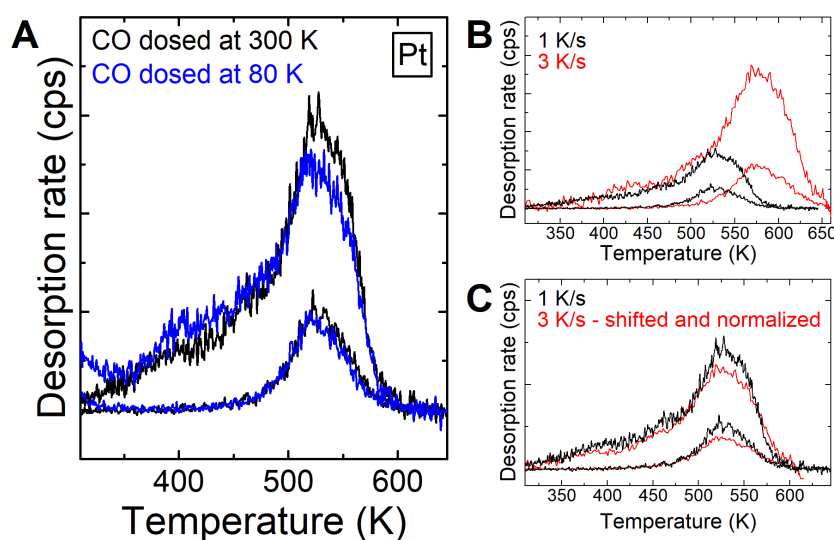 A
CO dosed at 300 K
CO dosed at 80 K
Pt
Desorption rate (cps)
400
500
600
Temperature (K)
B
1 K/s
3 K/s
Desorption rate (cps)
350
400
450
500
550
600
650
Temperature (K)
C
1 K/s
3 K/s - shifted and normalized
Desorption rate (cps)
350
400
450
500
550
600
Temperature (K)